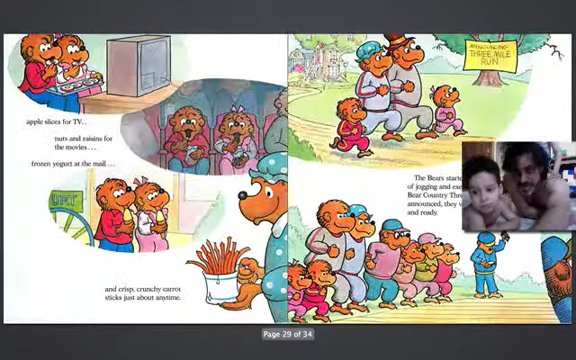 apple slices for TV. .
nuts and raisins for
the movies . . .
frozen yogurt at the mall . . .
and crisp, crunchy carrot
sticks just about anytime.
ANNOUNCING
THREE MILE
RUN
The Bears starte
of jogging and exe
Bear Country Thr
announced, they w
and ready.
Page 29 of 34